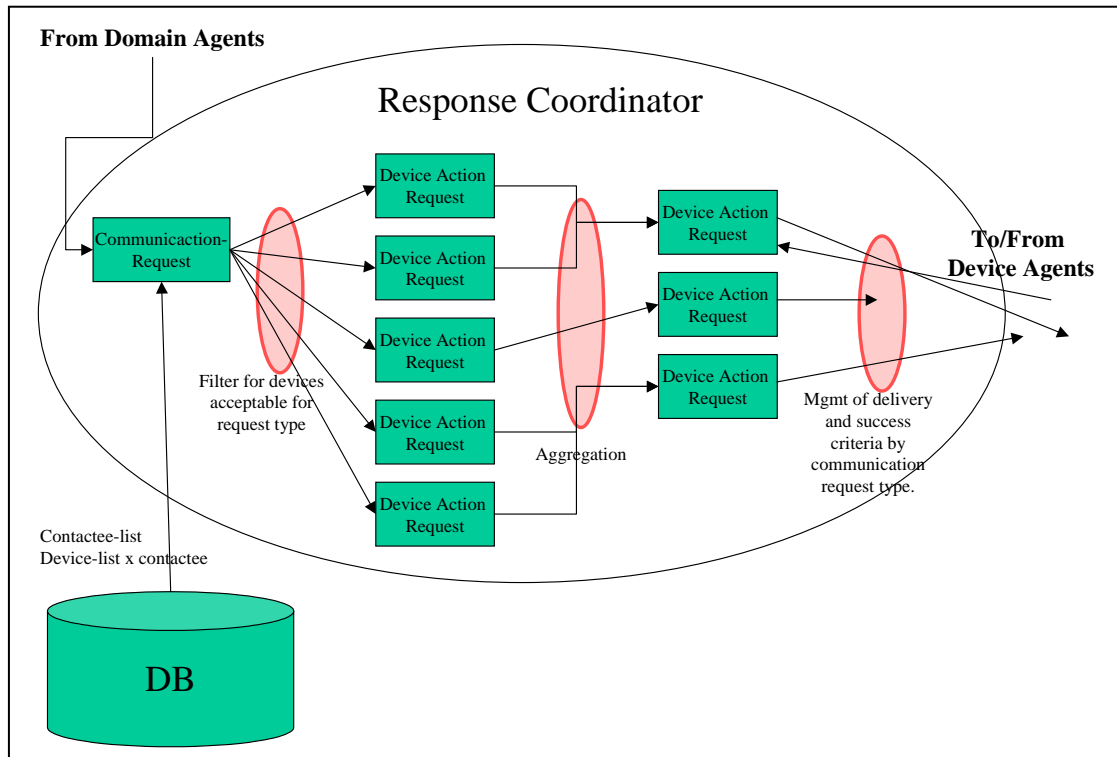 From Domain Agents
Response Coordinator
Communicaction-
Request
Device Action
Request
Device Action
Request
Device Action
Request
Device Action
Request
Device Action
Request
Device Action
Request
Device Action
Request
Device Action
Request
To/From
Device Agents
Filter for devices
acceptable for
request type
Aggregation
Mgmt of delivery
and success
criteria by
communication
request type.
Contactee-list
Device-list x contactee
DB